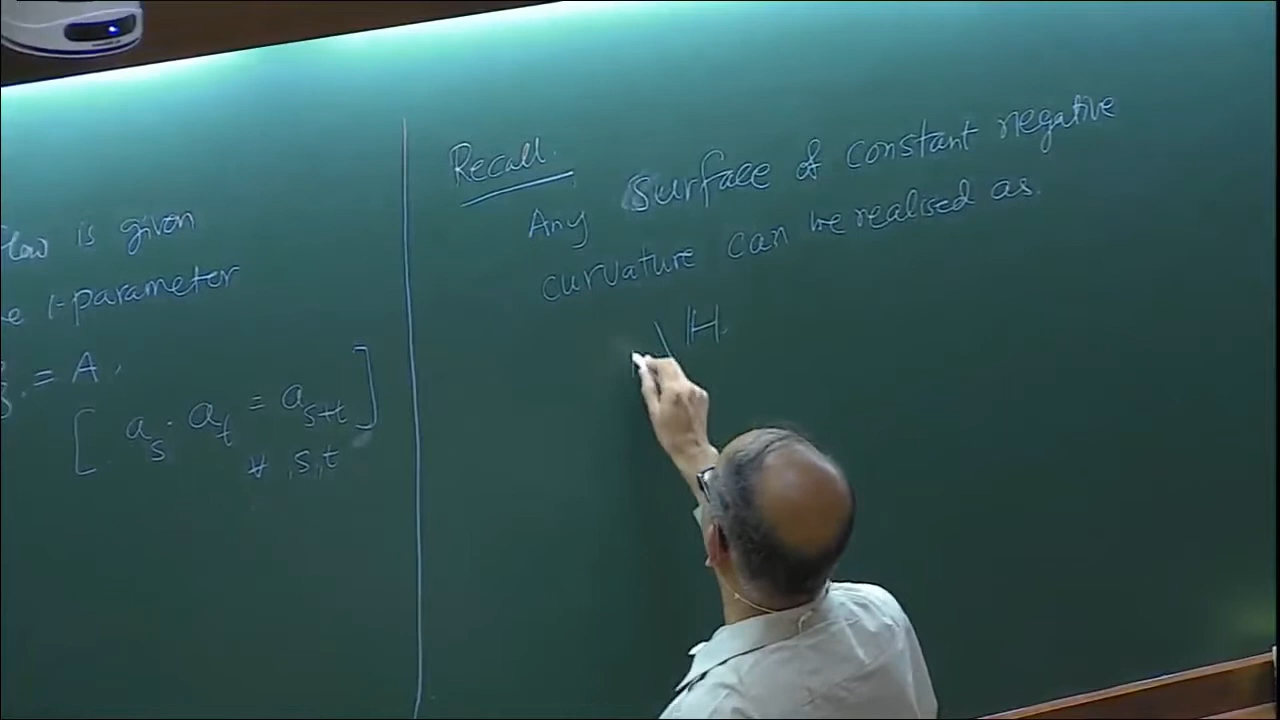 flow is given
1-parameter
= A,
[ a_s . a_t = a_{s+t} ]
∀ s, t
Recall.
Any surface of constant negative
curvature can be realised as
\ ℍ.